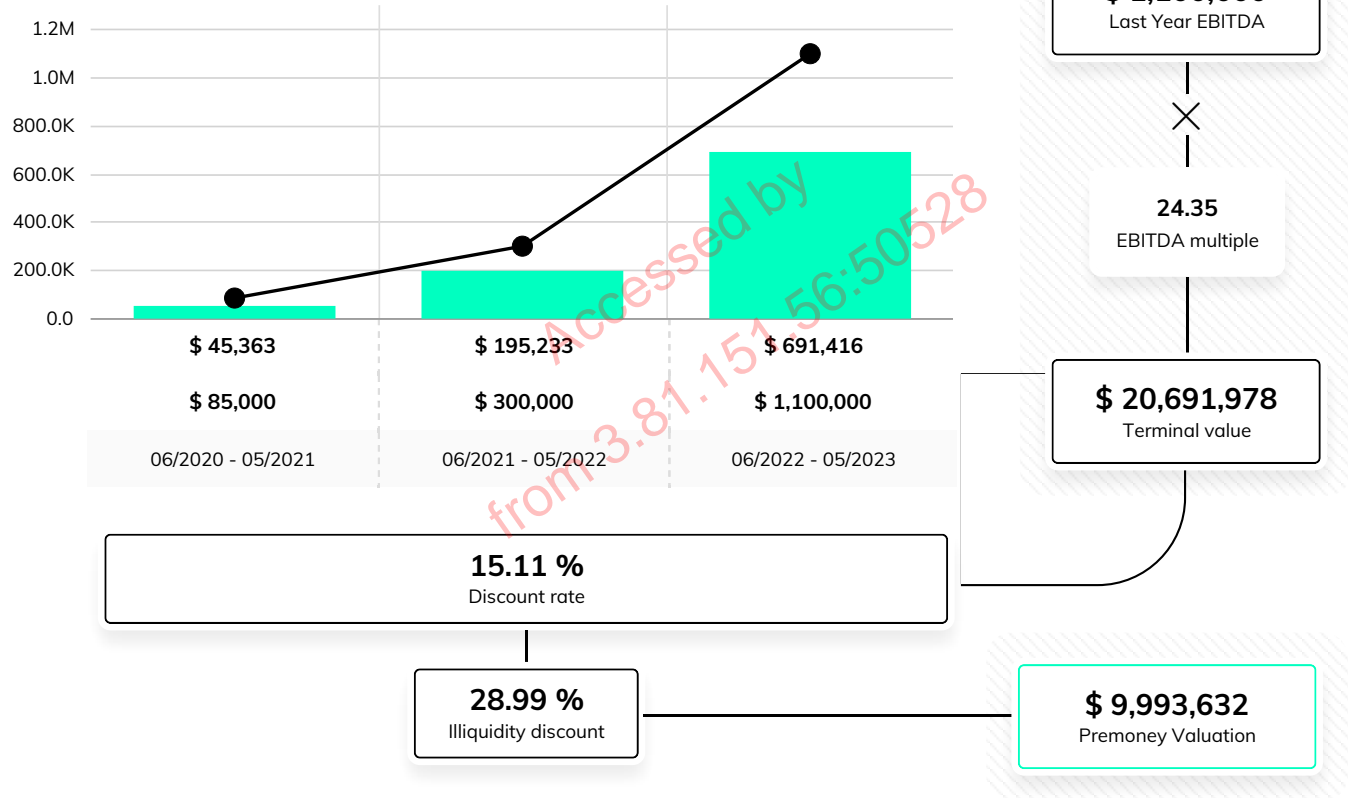 Last Year EBITDA
1.2M
1.0M
800.0K
600.0K
400.0K
200.0K
0.0
24.35
EBITDA multiple
$ 45,363
$ 195,233
$ 691,416
$ 85,000
$ 300,000
$ 1,100,000
06/2020 - 05/2021
06/2021 - 05/2022
06/2022 - 05/2023
$ 20,691,978
Terminal value
15.11 %
Discount rate
28.99 %
Illiquidity discount
$ 9,993,632
Premoney Valuation
Accessed by
from 3.81.151.56:50528